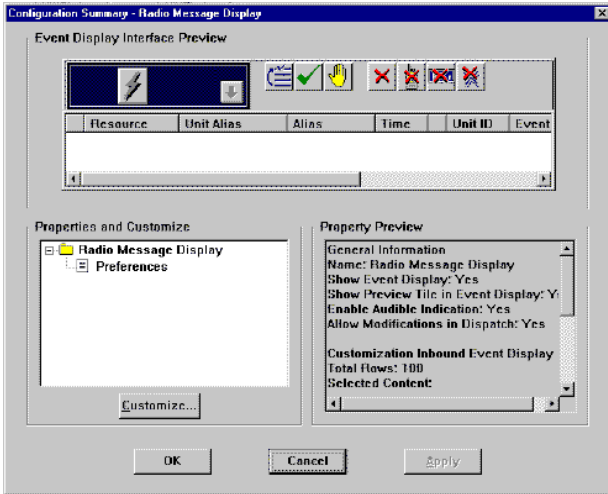 Configuration Summary - Radio Message Display
Event Display Interface Preview
Resource Unit Alias Alias Time Unit ID Event
Properties and Customize
Radio Message Display
Preferences
Customize...
Property Preview
General Information
Name: Radio Message Display
Show Event Display: Yes
Show Preview Tile in Event Display: Y
Enable Audible Indication: Yes
Allow Modifications in Dispatch: Yes
Customization Inbound Event Display
Total Rows: 100
Selected Content:
OK Cancel Apply